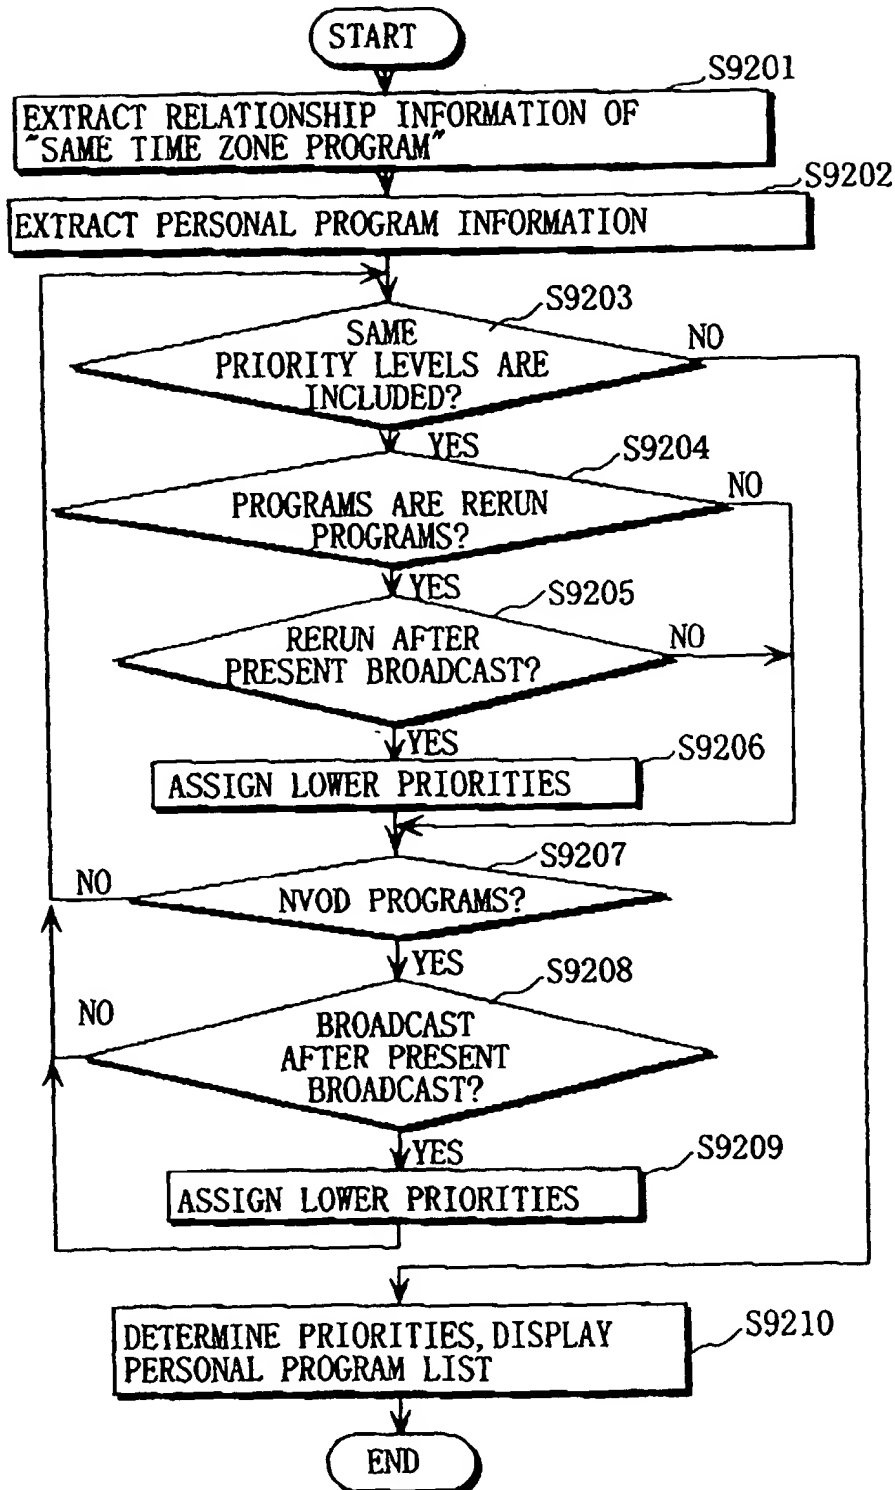 START
S9201
EXTRACT RELATIONSHIP INFORMATION OF
"SAME TIME ZONE PROGRAM"
S9202
EXTRACT PERSONAL PROGRAM INFORMATION
S9203
SAME
PRIORITY LEVELS ARE
INCLUDED?
NO
YES
S9204
PROGRAMS ARE RERUN
PROGRAMS?
NO
YES
S9205
RERUN AFTER
PRESENT BROADCAST?
NO
YES
S9206
ASSIGN LOWER PRIORITIES
S9207
NVOD PROGRAMS?
NO
YES
S9208
BROADCAST
AFTER PRESENT
BROADCAST?
NO
YES
S9209
ASSIGN LOWER PRIORITIES
S9210
DETERMINE PRIORITIES, DISPLAY
PERSONAL PROGRAM LIST
END